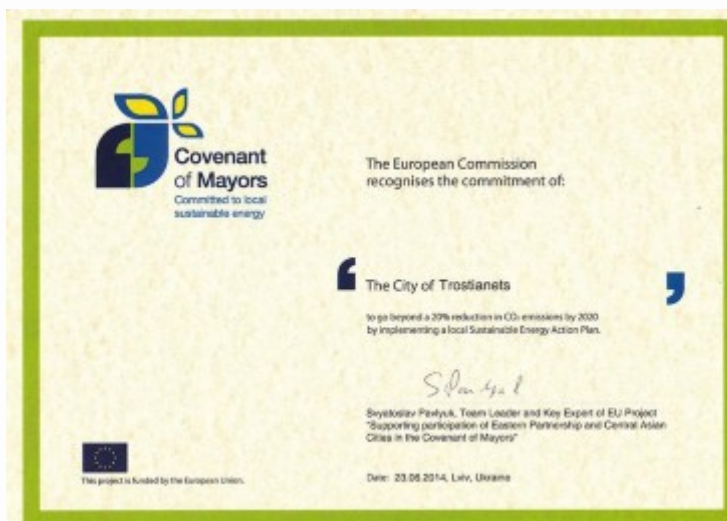 Covenant
of Mayors
Committed to local
sustainable energy
The European Commission
recognises the commitment of:
The City of Trostianets
to go beyond a 20% reduction in CO₂ emissions by 2020
by implementing a local Sustainable Energy Action Plan.
Svyatoslav Pavlyuk, Team Leader and Key Expert of EU Project
"Supporting participation of Eastern Partnership and Central Asian
Cities in the Covenant of Mayors"
This project is funded by the European Union.
Date: 23.06.2014, Lviv, Ukraine